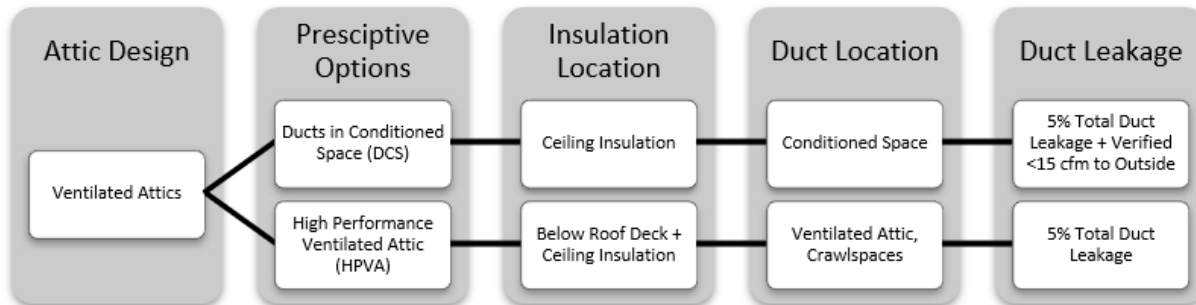 Attic Design
Presciptive
Options
Insulation
Location
Duct Location
Duct Leakage
Ventilated Attics
Ducts in Conditioned
Space (DCS)
Ceiling Insulation
Conditioned Space
5% Total Duct
Leakage + Verified
<15 cfm to Outside
High Performance
Ventilated Attic
(HPVA)
Below Roof Deck +
Ceiling Insulation
Ventilated Attic,
Crawlspaces
5% Total Duct
Leakage